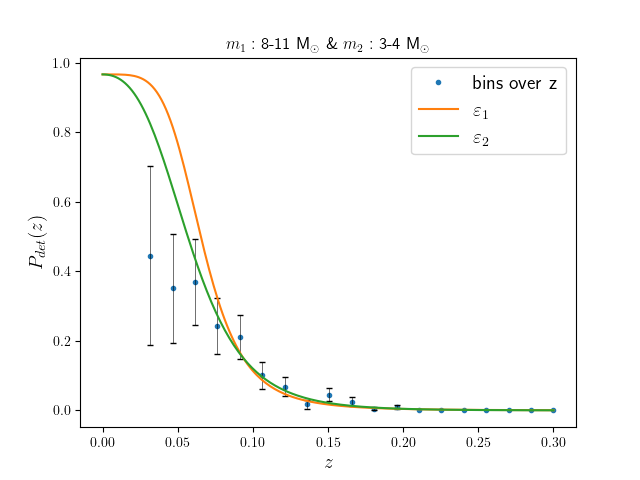 m₁ : 8-11 M☉ & m₂ : 3-4 M☉
1.0
0.8
0.6
0.4
0.2
0.0
P_det(z)
bins over z
ε₁
ε₂
0.00 0.05 0.10 0.15 0.20 0.25 0.30
z